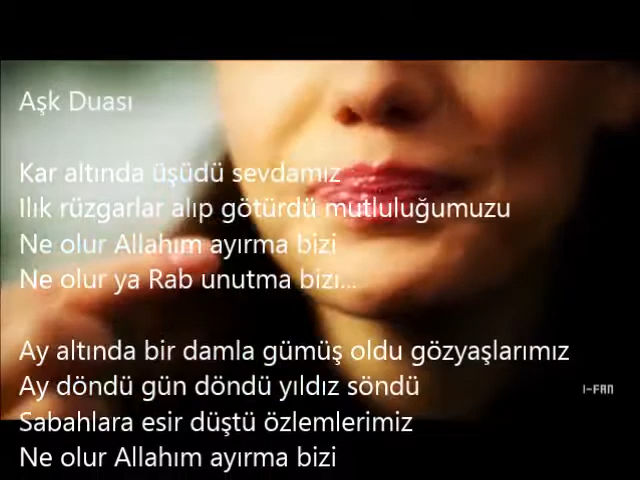 Aşk Duası
Kar altında üşüdü sevdamız
Ilık rüzgarlar alıp götürdü mutluluğumuzu
Ne olur Allahım ayırma bizi
Ne olur ya Rab unutma bizi...
Ay altında bir damla gümüş oldu gözyaşlarımız
Ay döndü gün döndü yıldız söndü
I-FAN
Sabahlara esir düştü özlemlerimiz
Ne olur Allahım ayırma bizi